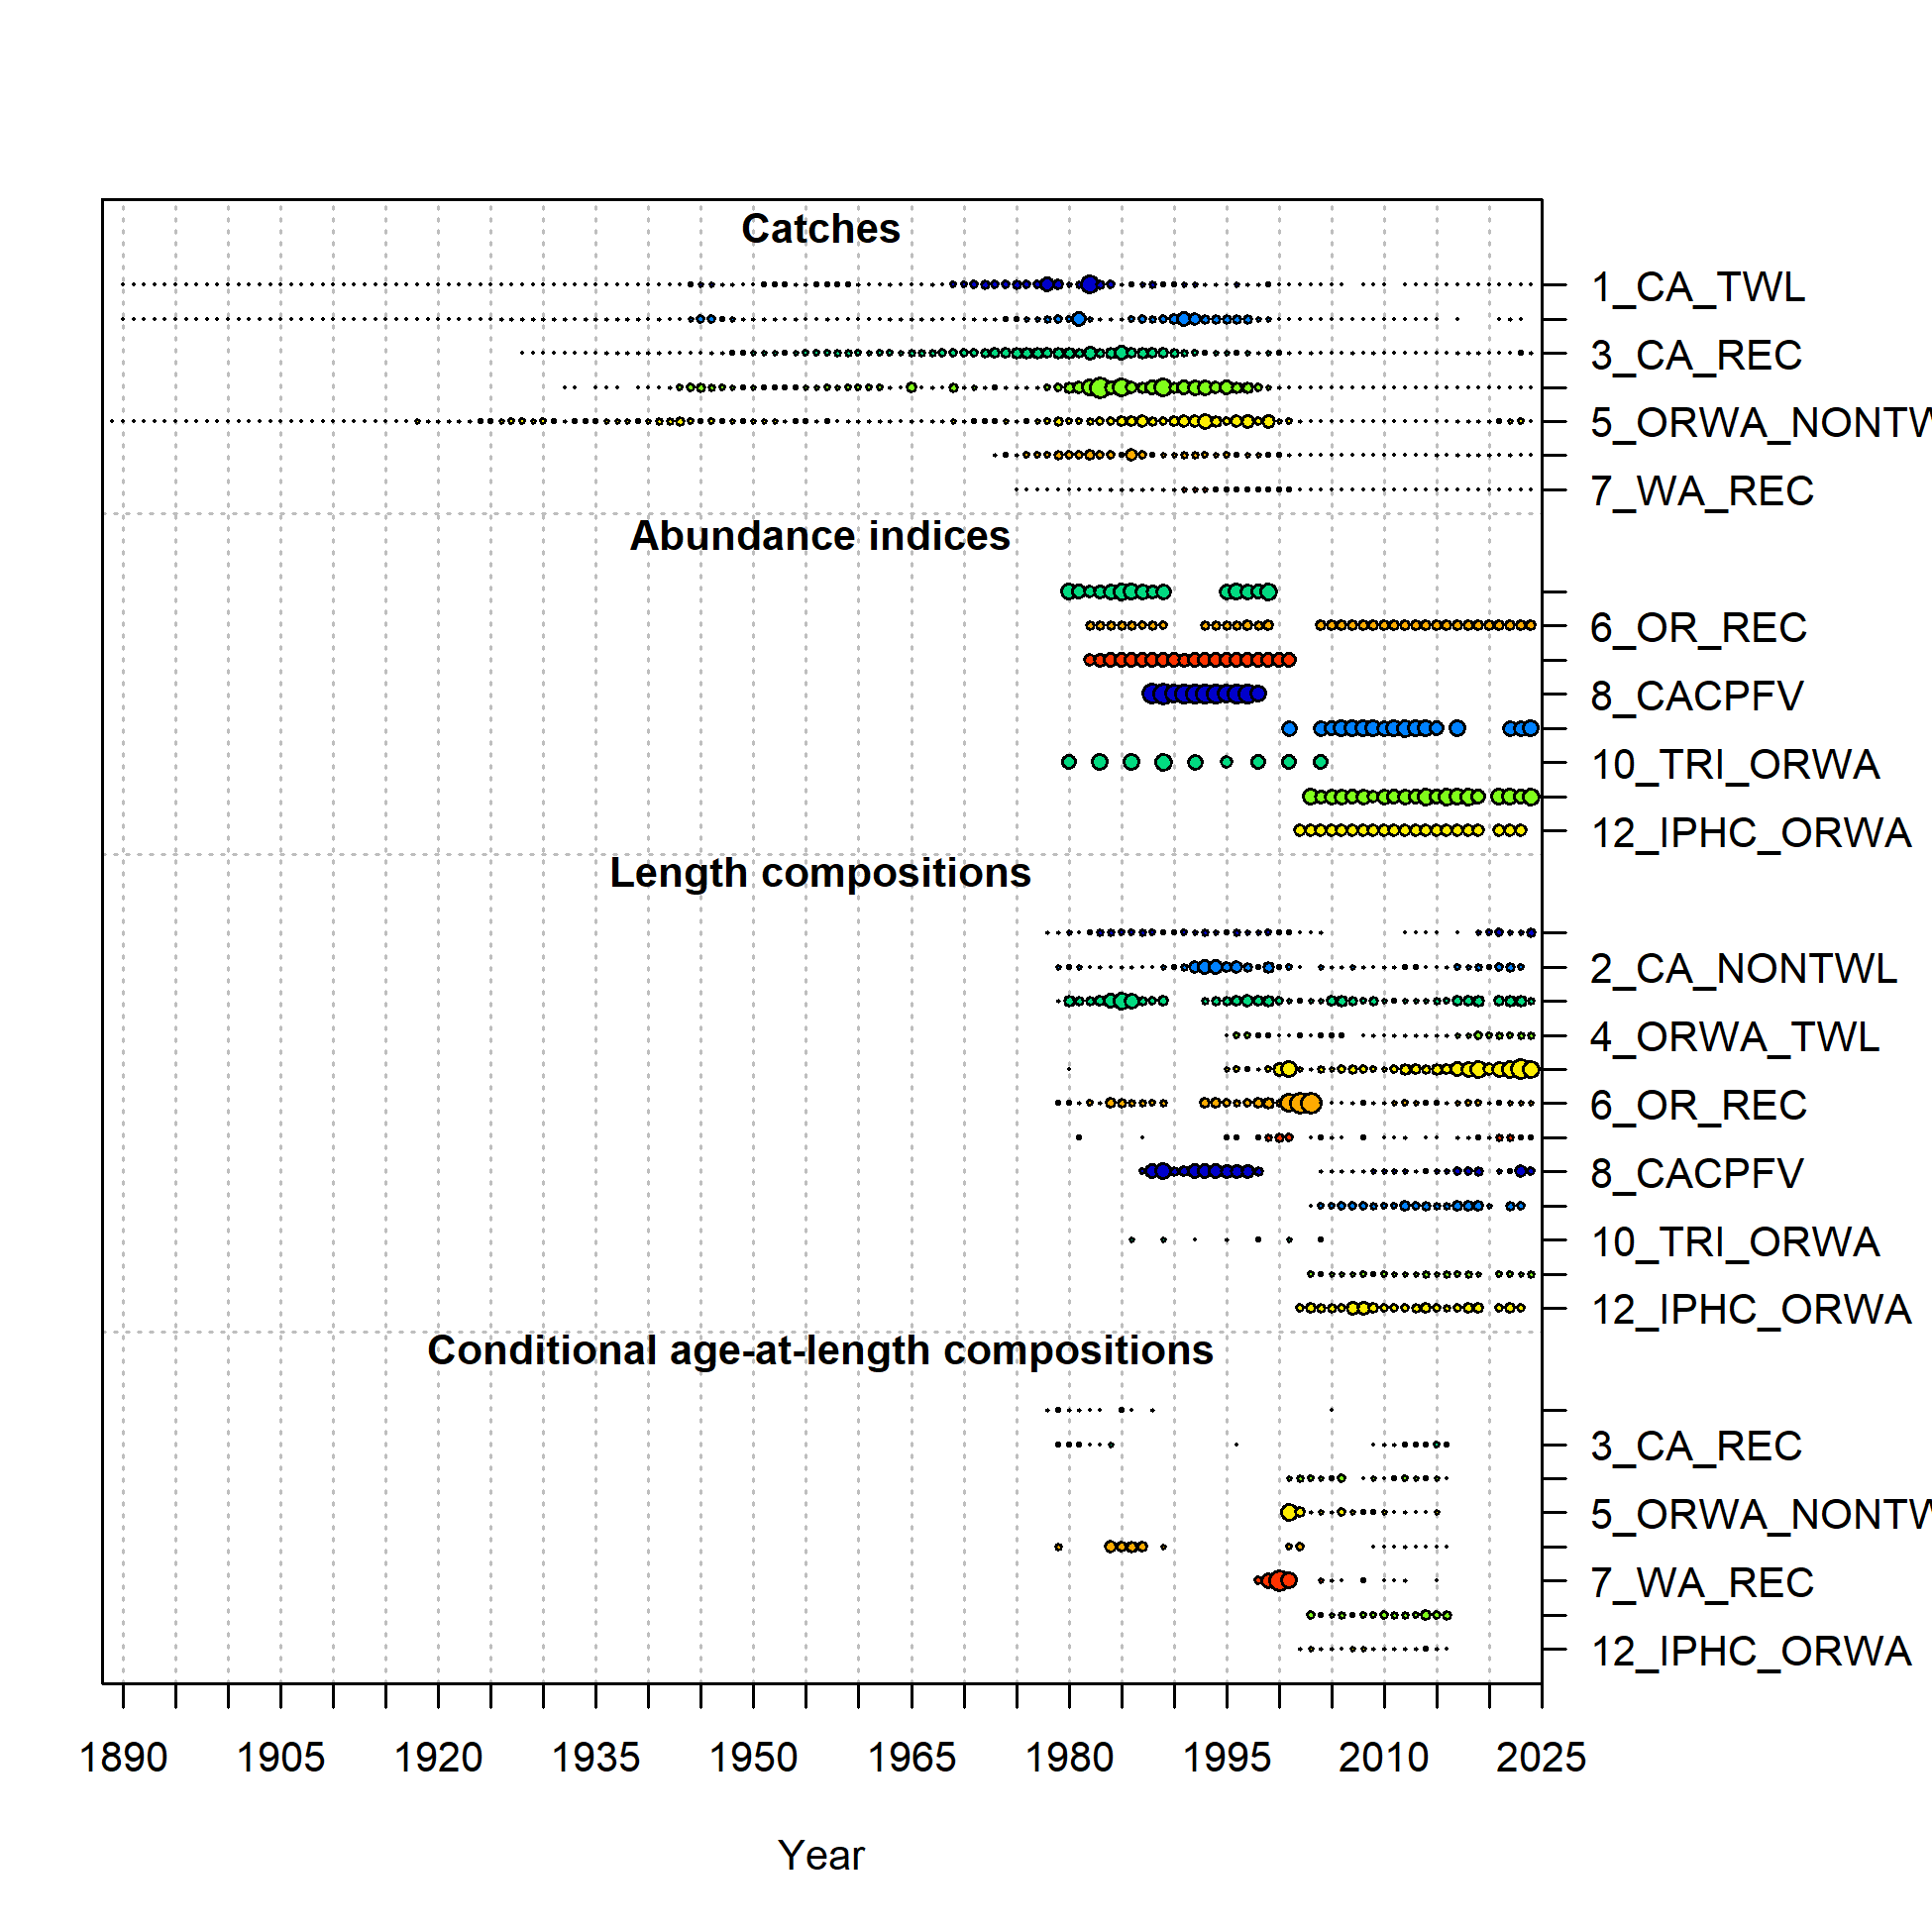 Catches
1_CA_TWL
3_CA_REC
5_ORWA_NONTW
7_WA_REC
Abundance indices
6_OR_REC
8_CACPFV
10_TRI_ORWA
12_IPHC_ORWA
Length compositions
2_CA_NONTWL
4_ORWA_TWL
6_OR_REC
8_CACPFV
10_TRI_ORWA
12_IPHC_ORWA
Conditional age-at-length compositions
3_CA_REC
5_ORWA_NONTW
7_WA_REC
12_IPHC_ORWA
1890 1905 1920 1935 1950 1965 1980 1995 2010 2025
Year